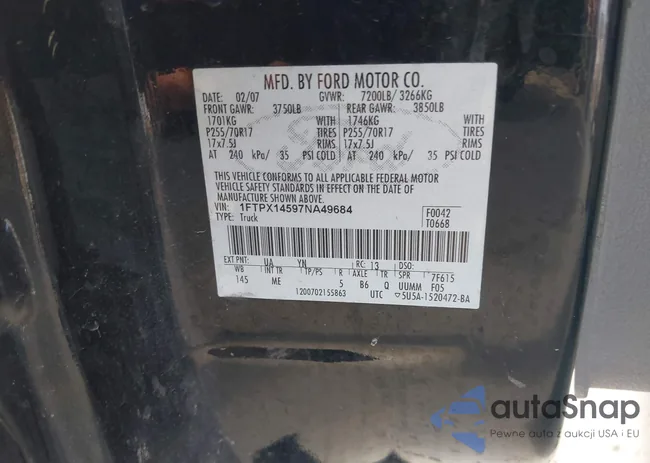 MFD. BY FORD MOTOR CO.
DATE: 02/07 GVWR: 7200LB/ 3266KG
FRONT GAWR: 3750LB REAR GAWR: 3850LB
1701KG WITH 1746KG WITH
P255/70R17 TIRES P255/70R17 TIRES
17x7.5J RIMS 17x7.5J RIMS
AT 240 kPa/ 35 PSI COLD AT 240 kPa/ 35 PSI COLD
THIS VEHICLE CONFORMS TO ALL APPLICABLE FEDERAL MOTOR
VEHICLE SAFETY STANDARDS IN EFFECT ON THE DATE OF
MANUFACTURE SHOWN ABOVE.
VIN: 1FTPX14597NA49684 F0042
TYPE: Truck T0668
EXT PNT: UA YN RC: 13 DSO:
WB INT TR TP/PS R AXLE TR SPR 7F615
145 ME 5 B6 Q UUMM F05
1200702155863 UTC ▽5U5A-1520472-BA
autaSnap
Pewne auta z aukcji USA i EU